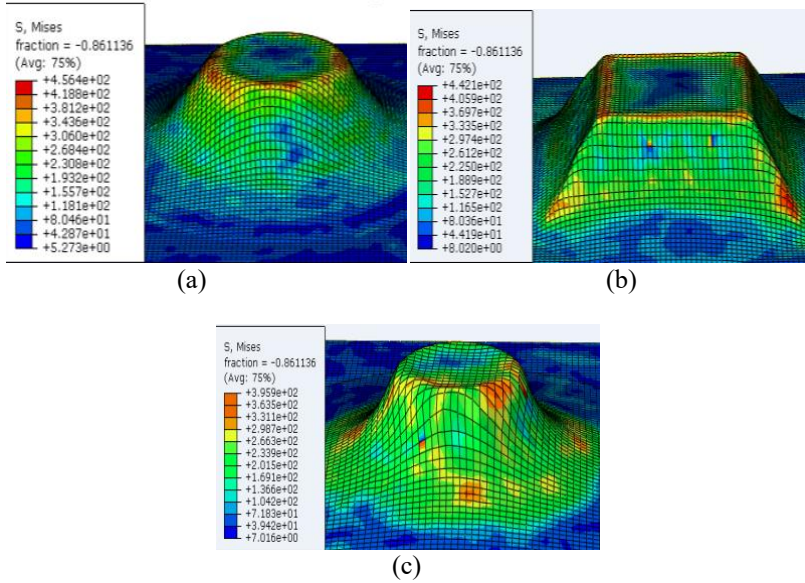 S, Mises
fraction = -0.861136
(Avg: 75%)
+4.564e+02
+4.188e+02
+3.812e+02
+3.436e+02
+3.060e+02
+2.684e+02
+2.308e+02
+1.932e+02
+1.557e+02
+1.181e+02
+8.046e+01
+4.287e+01
+5.273e+00
(a)
S, Mises
fraction = -0.861136
(Avg: 75%)
+4.421e+02
+4.059e+02
+3.697e+02
+3.335e+02
+2.974e+02
+2.612e+02
+2.250e+02
+1.889e+02
+1.527e+02
+1.165e+02
+8.036e+01
+4.419e+01
+8.020e+00
(b)
S, Mises
fraction = -0.861136
(Avg: 75%)
+3.959e+02
+3.635e+02
+3.311e+02
+2.987e+02
+2.663e+02
+2.339e+02
+2.015e+02
+1.691e+02
+1.366e+02
+1.042e+02
+7.183e+01
+3.942e+01
+7.016e+00
(c)